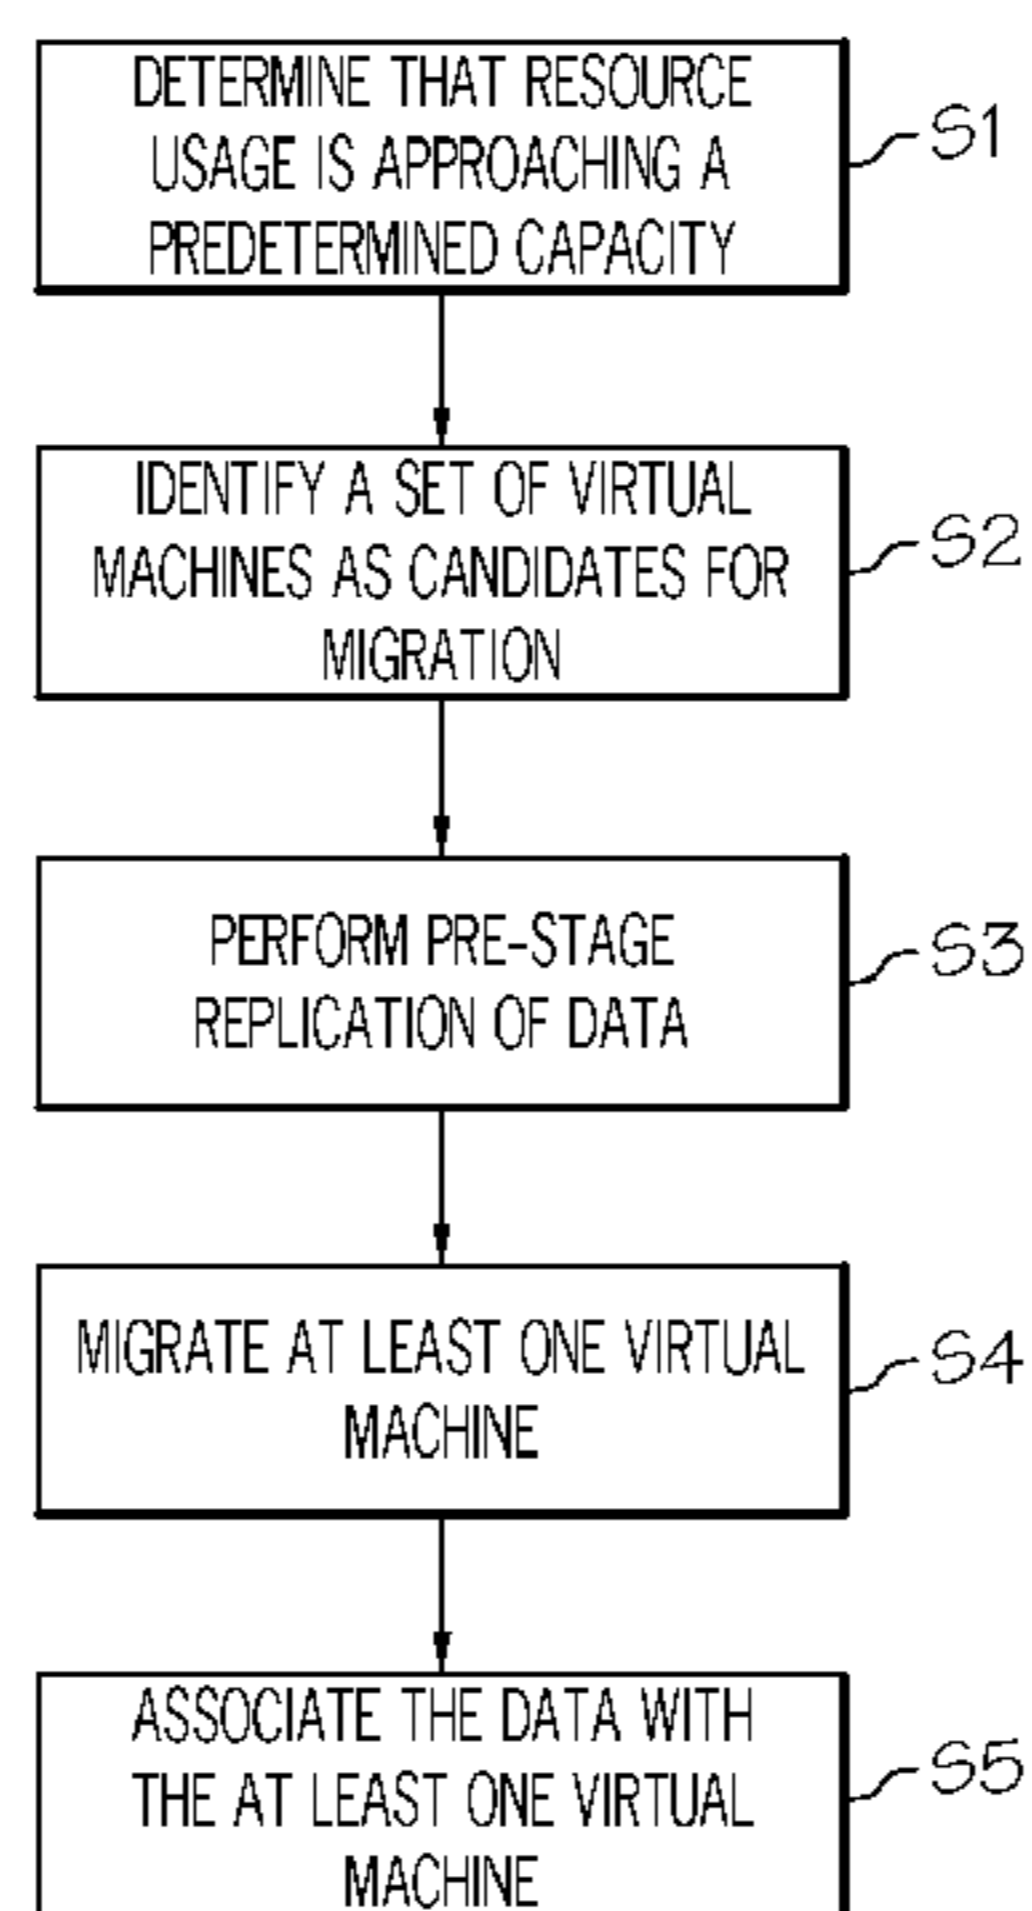 DETERMINE THAT RESOURCE
USAGE IS APPROACHING A
PREDETERMINED CAPACITY
S1
IDENTIFY A SET OF VIRTUAL
MACHINES AS CANDIDATES FOR
MIGRATION
S2
PERFORM PRE-STAGE
REPLICATION OF DATA
S3
MIGRATE AT LEAST ONE VIRTUAL
MACHINE
S4
ASSOCIATE THE DATA WITH
THE AT LEAST ONE VIRTUAL
MACHINE
S5